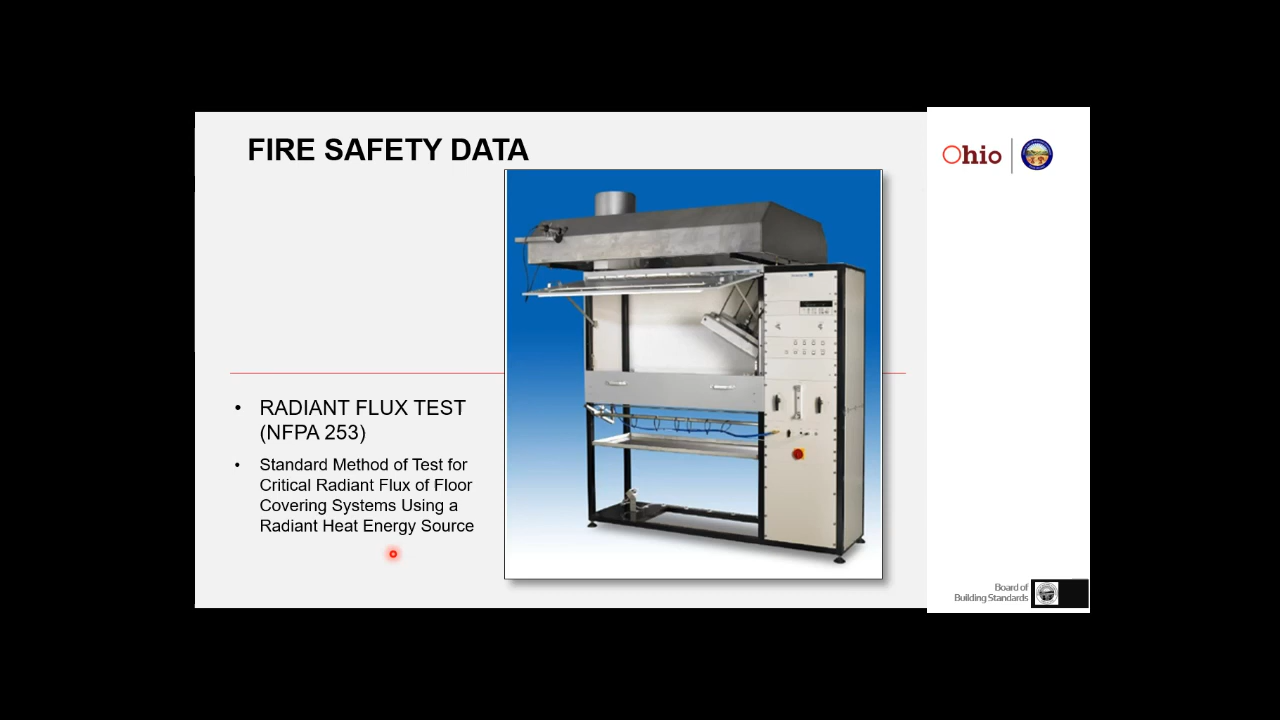 FIRE SAFETY DATA
Ohio
• RADIANT FLUX TEST
(NFPA 253)
• Standard Method of Test for
Critical Radiant Flux of Floor
Covering Systems Using a
Radiant Heat Energy Source
Board of
Building Standards